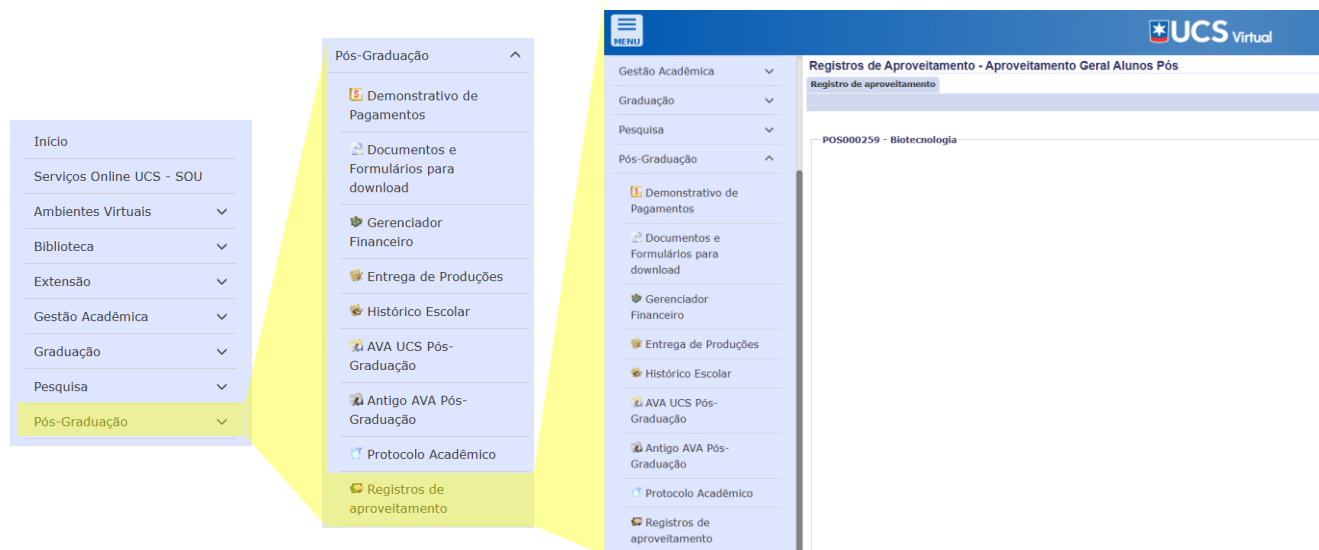 Início
Serviços Online UCS - SOU
Ambientes Virtuais
Biblioteca
Extensão
Gestão Acadêmica
Graduação
Pesquisa
Pós-Graduação
Pós-Graduação
Demonstrativo de
Pagamentos
Documentos e
Formulários para
download
Gerenciador
Financeiro
Entrega de Produções
Histórico Escolar
AVA UCS Pós-
Graduação
Antigo AVA Pós-
Graduação
Protocolo Acadêmico
Registros de
aproveitamento
MENU
UCS Virtual
Gestão Acadêmica
Graduação
Pesquisa
Pós-Graduação
Demonstrativo de
Pagamentos
Documentos e
Formulários para
download
Gerenciador
Financeiro
Entrega de Produções
Histórico Escolar
AVA UCS Pós-
Graduação
Antigo AVA Pós-
Graduação
Protocolo Acadêmico
Registros de
aproveitamento
Registros de Aproveitamento - Aproveitamento Geral Alunos Pós
Registro de aproveitamento
POS000259 - Biotecnologia